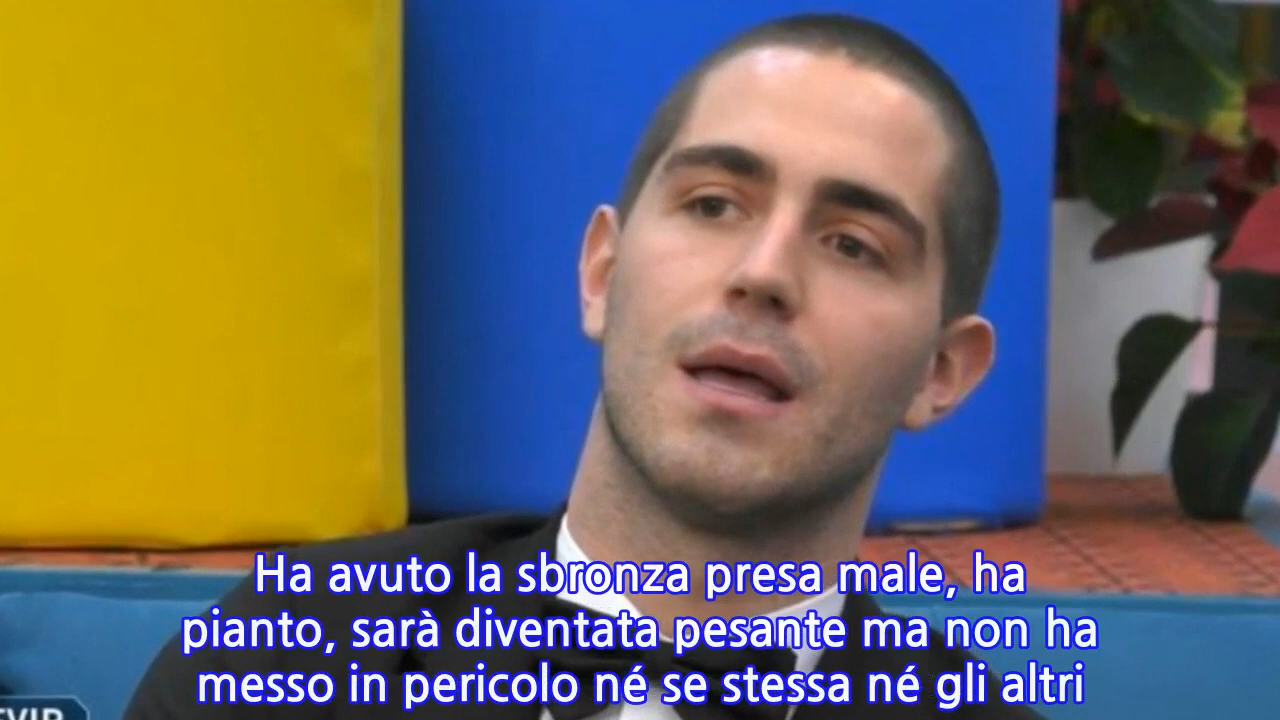 Ha avuto la sbronza presa male, ha
pianto, sarà diventata pesante ma non ha
messo in pericolo né se stessa né gli altri